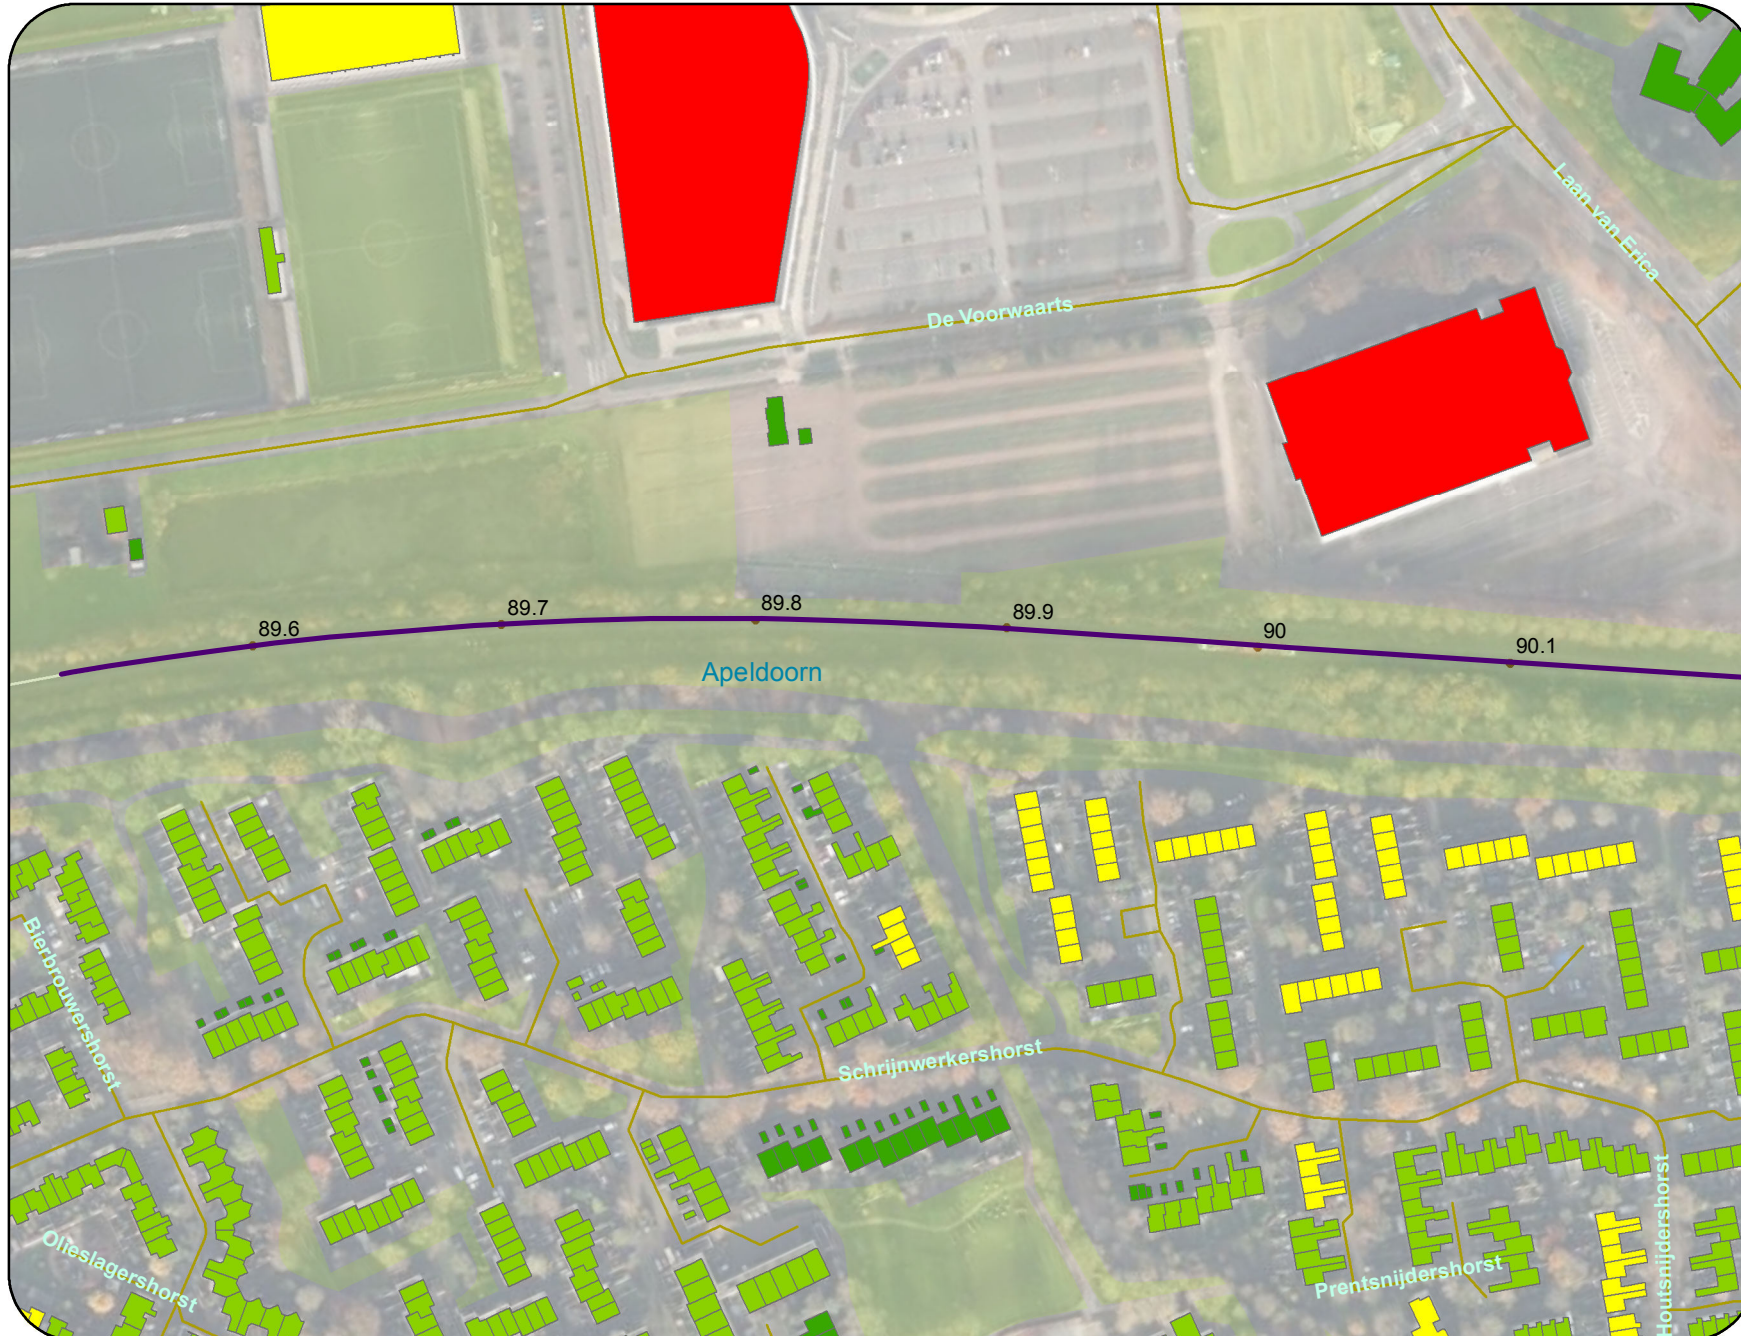 Laan van Erica
De Voorwaarts
89.6
89.7
89.8
89.9
90
90.1
Apeldoorn
Bierbrouwershorst
Schrijnwerkershorst
Olieslagershorst
Prentsnijdershorst
Houtsnijdershorst